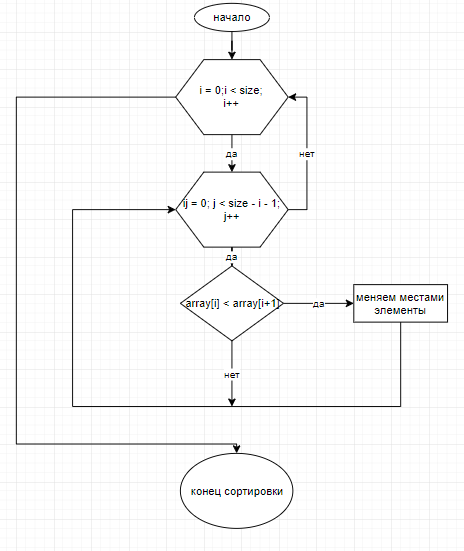 начало
i = 0;i < size;
i++
да
нет
ij = 0; j < size - i - 1;
j++
да
array[i] < array[i+1]
да
меняем местами
элементы
нет
конец сортировки